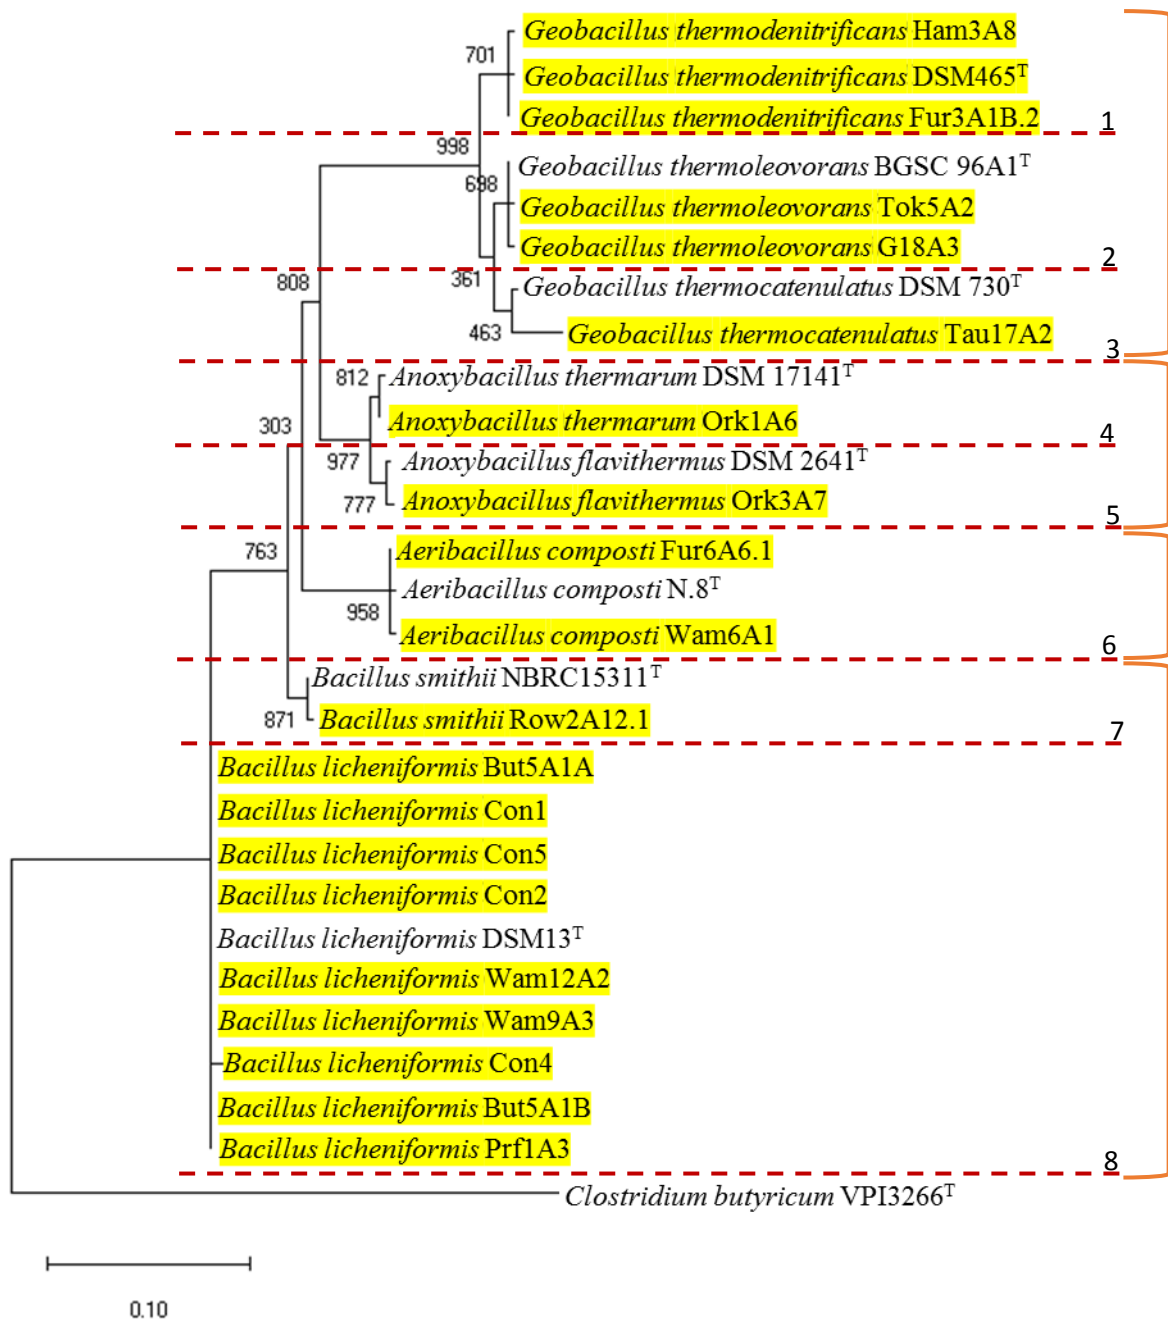 Geobacillus thermodenitrificans Ham3A8
701
Geobacillus thermodenitrificans DSM465ᵀ
Geobacillus thermodenitrificans Fur3A1B.2
1
998
Geobacillus thermoleovorans BGSC 96A1ᵀ
698
Geobacillus thermoleovorans Tok5A2
Geobacillus thermoleovorans G18A3
2
361
808
Geobacillus thermocatenulatus DSM 730ᵀ
463
Geobacillus thermocatenulatus Tau17A2
3
812
Anoxybacillus thermarum DSM 17141ᵀ
Anoxybacillus thermarum Ork1A6
303
4
977
Anoxybacillus flavithermus DSM 2641ᵀ
777
Anoxybacillus flavithermus Ork3A7
5
763
Aeribacillus composti Fur6A6.1
Aeribacillus composti N.8ᵀ
958
Aeribacillus composti Wam6A1
6
Bacillus smithii NBRC15311ᵀ
871
Bacillus smithii Row2A12.1
7
Bacillus licheniformis But5A1A
Bacillus licheniformis Con1
Bacillus licheniformis Con5
Bacillus licheniformis Con2
Bacillus licheniformis DSM13ᵀ
Bacillus licheniformis Wam12A2
Bacillus licheniformis Wam9A3
Bacillus licheniformis Con4
Bacillus licheniformis But5A1B
Bacillus licheniformis Prf1A3
8
Clostridium butyricum VPI3266ᵀ
0.10